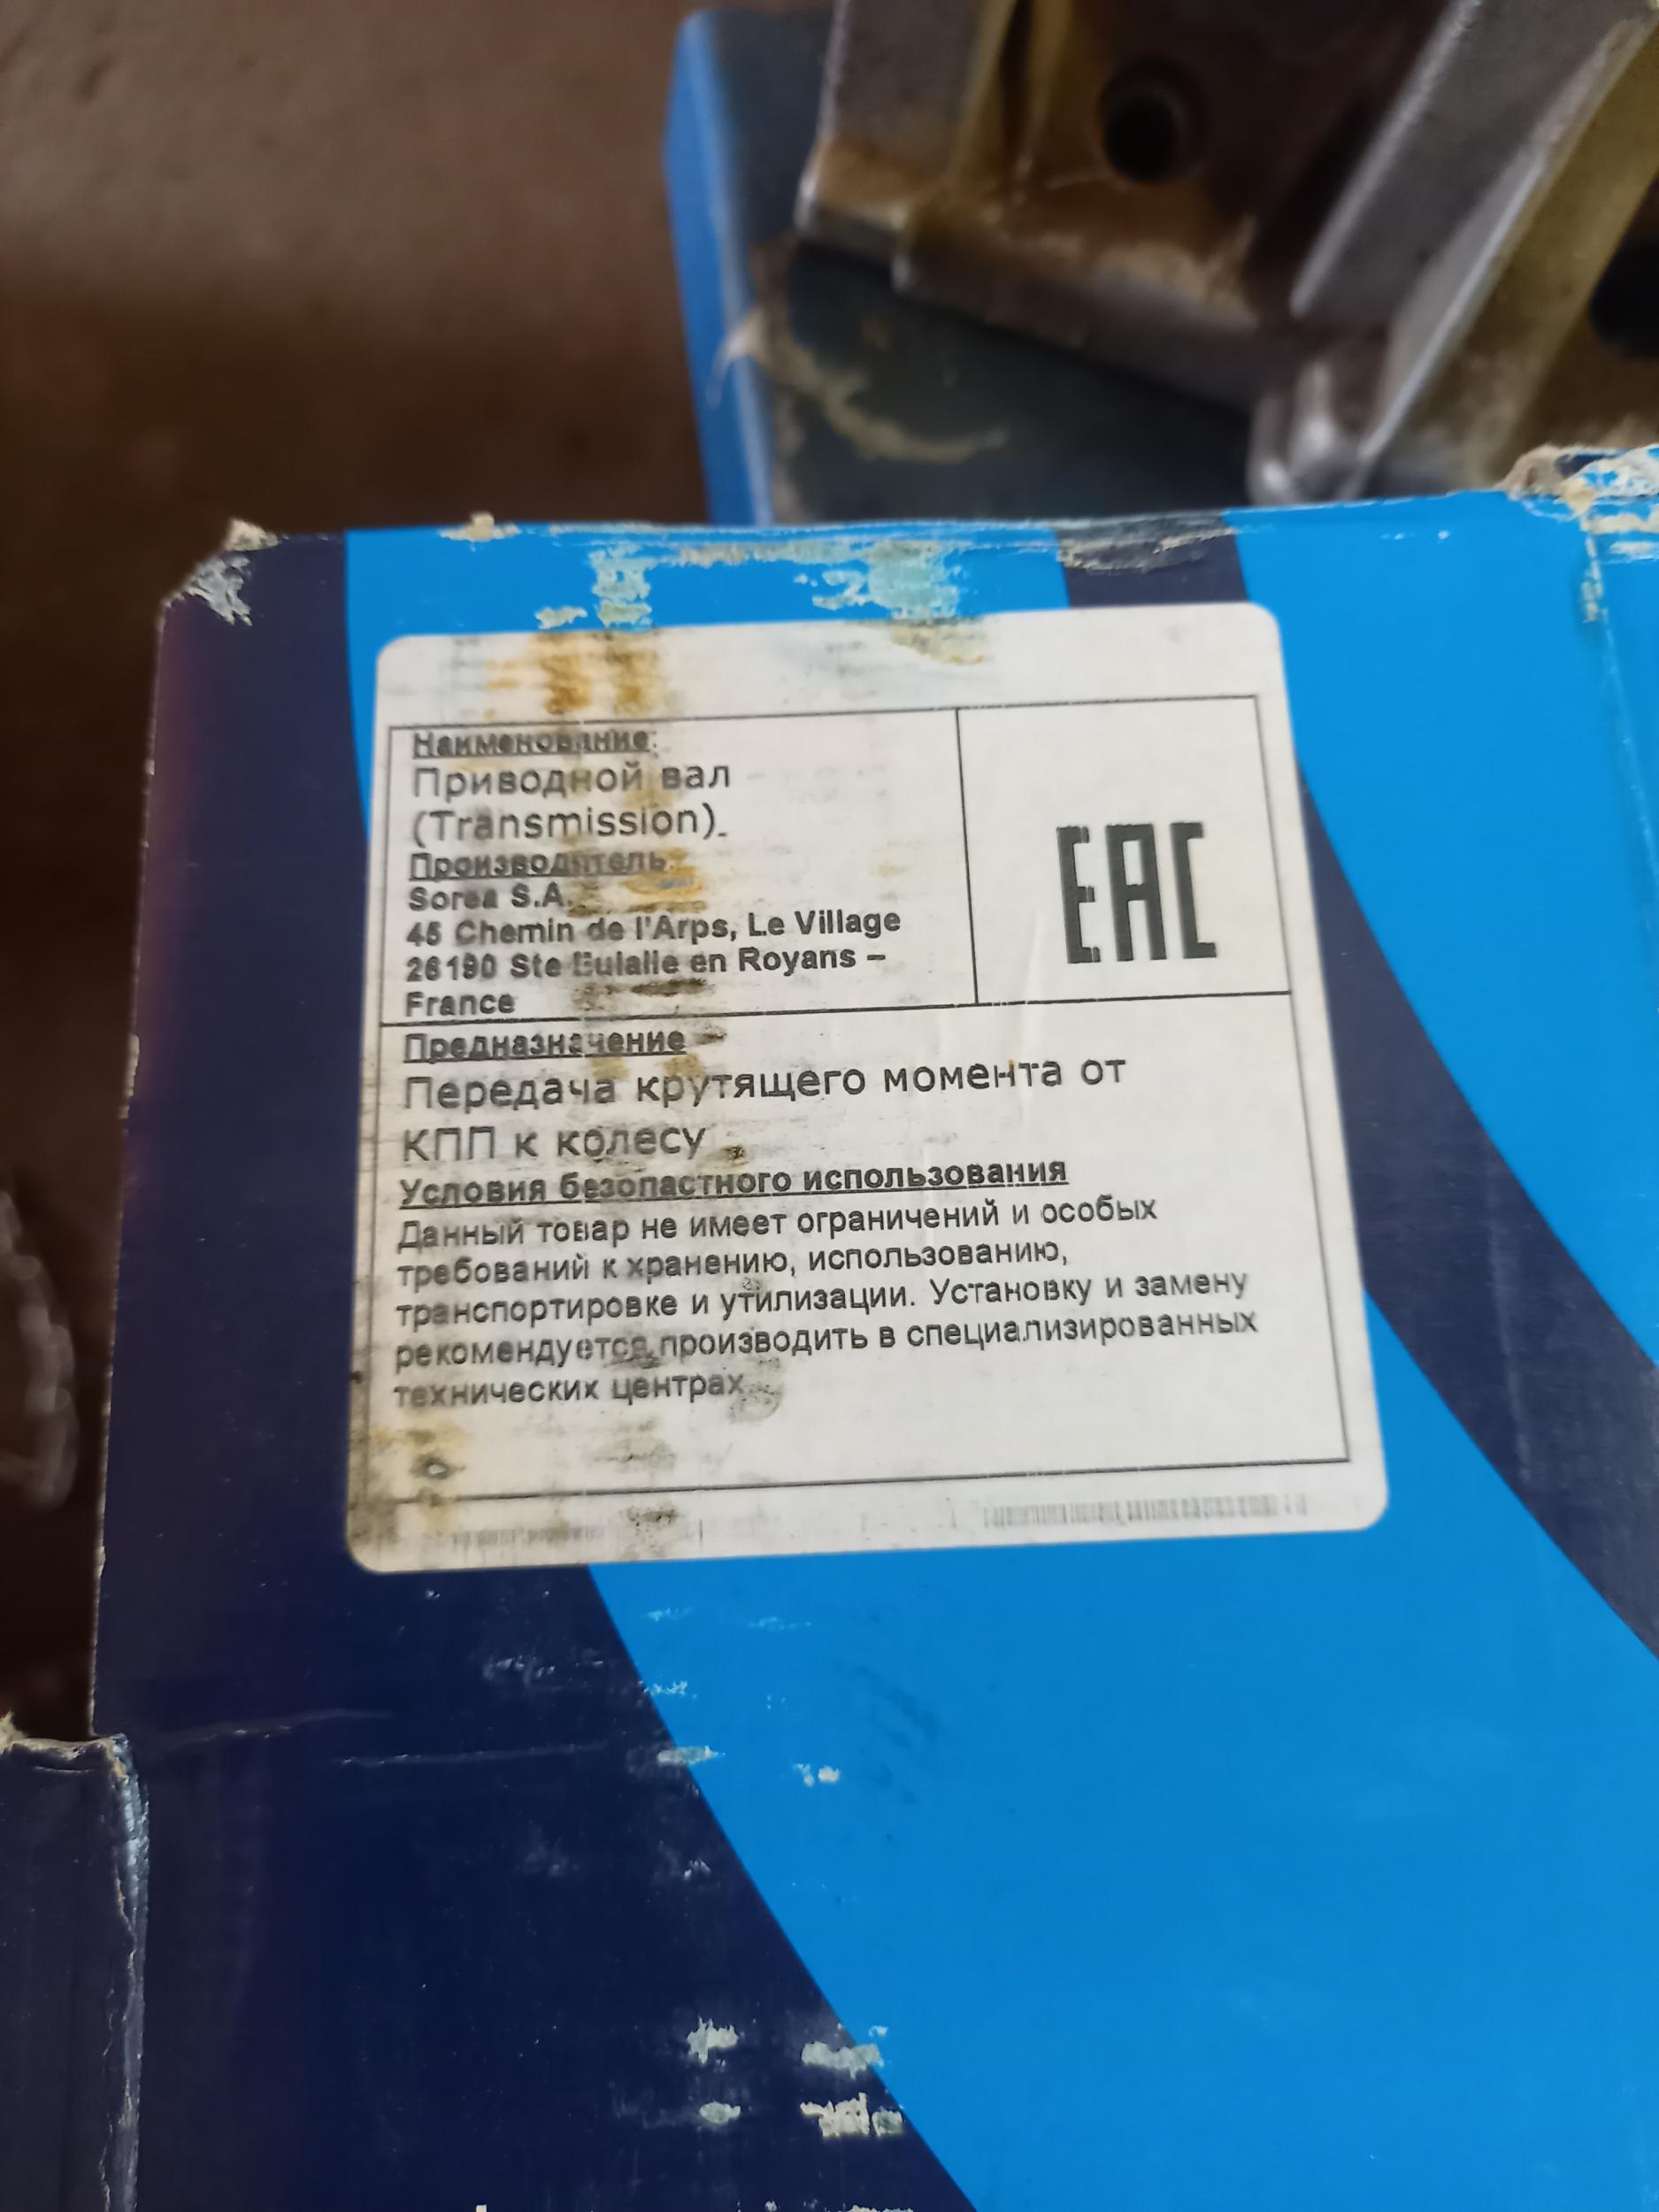 Наименование:
Приводной вал
(Transmission).
Производитель:
Sorea S.A.
45 Chemin de l'Arps, Le Village
26190 Ste Eulalie en Royans –
France
EAC
Предназначение
Передача крутящего момента от
КПП к колесу
Условия безопастного использования
Данный товар не имеет ограничений и особых
требований к хранению, использованию,
транспортировке и утилизации. Установку и замену
рекомендуется производить в специализированных
технических центрах.